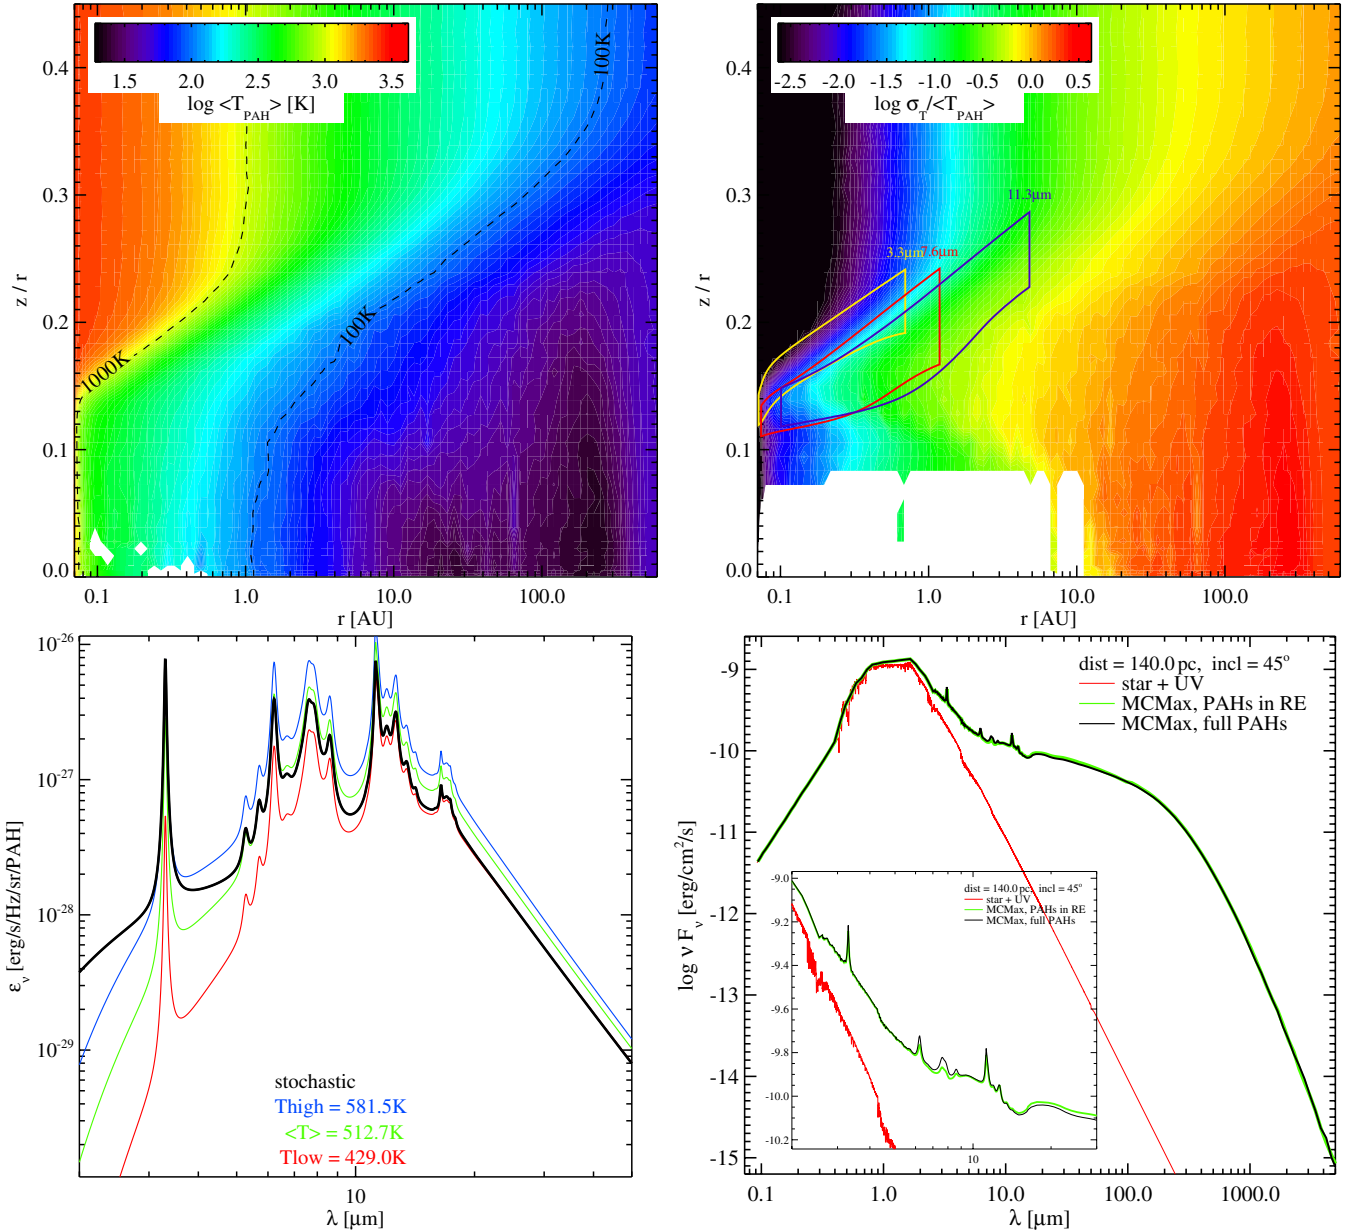 0.4
0.3
0.2
0.1
0.0
z / r
1.5 2.0 2.5 3.0 3.5
log <T_PAH> [K]
100K
100K
1000K
0.1 1.0 10.0 100.0
r [AU]
0.4
0.3
0.2
0.1
0.0
z / r
-2.5 -2.0 -1.5 -1.0 -0.5 0.0 0.5
log σ_T/<T_PAH>
11.3μm
3.3μm
7.6μm
0.1 1.0 10.0 100.0
r [AU]
10^-26
10^-27
10^-28
10^-29
ε_ν [erg/s/Hz/sr/PAH]
stochastic
Thigh = 581.5K
<T> = 512.7K
Tlow = 429.0K
10
λ [μm]
-9
-10
-11
-12
-13
-14
-15
log ν F_ν [erg/cm²/s]
dist = 140.0 pc, incl = 45°
star + UV
MCMax, PAHs in RE
MCMax, full PAHs
-9.0
-9.2
-9.4
-9.6
-9.8
-10.0
-10.2
dist = 140.0 pc, incl = 45°
star + UV
MCMax, PAHs in RE
MCMax, full PAHs
10
0.1 1.0 10.0 100.0 1000.0
λ [μm]